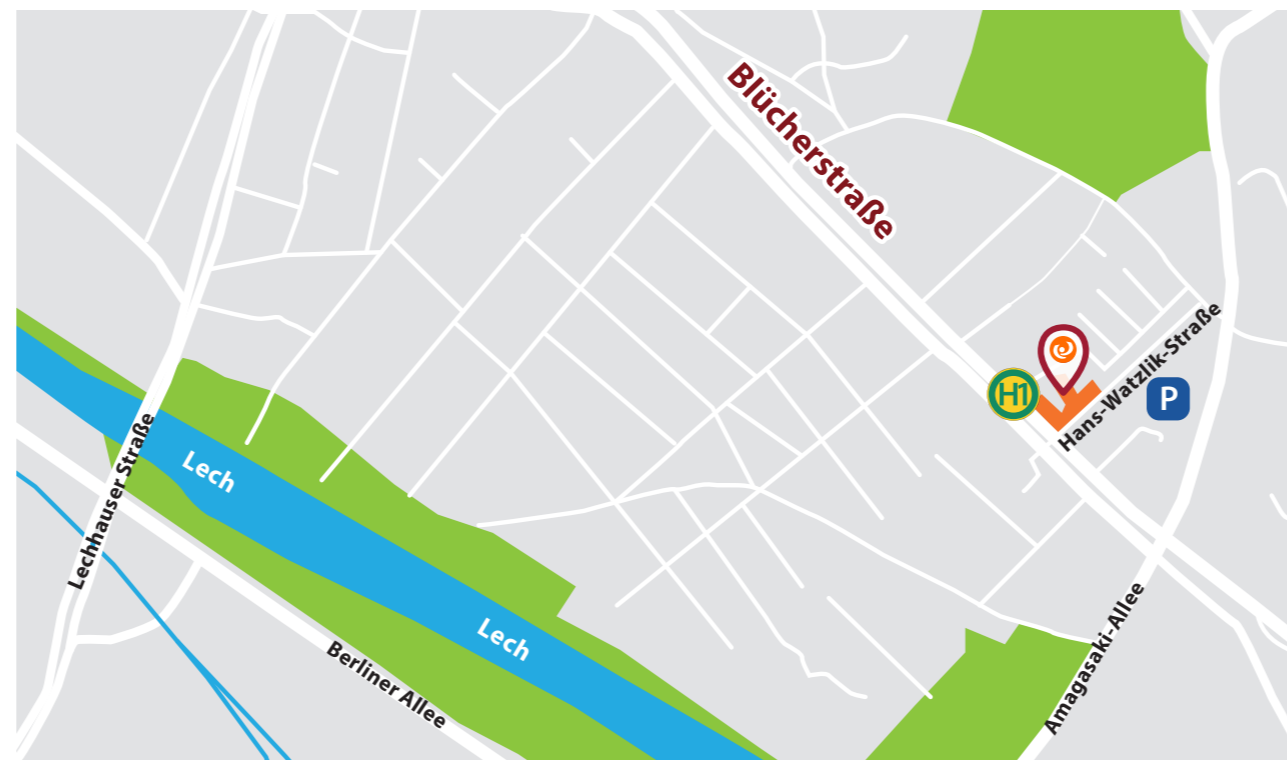 Blücherstraße
Hans-Watzlik-Straße
H1
P
Lechhauser Straße
Lech
Lech
Berliner Allee
Amagasaki-Allee